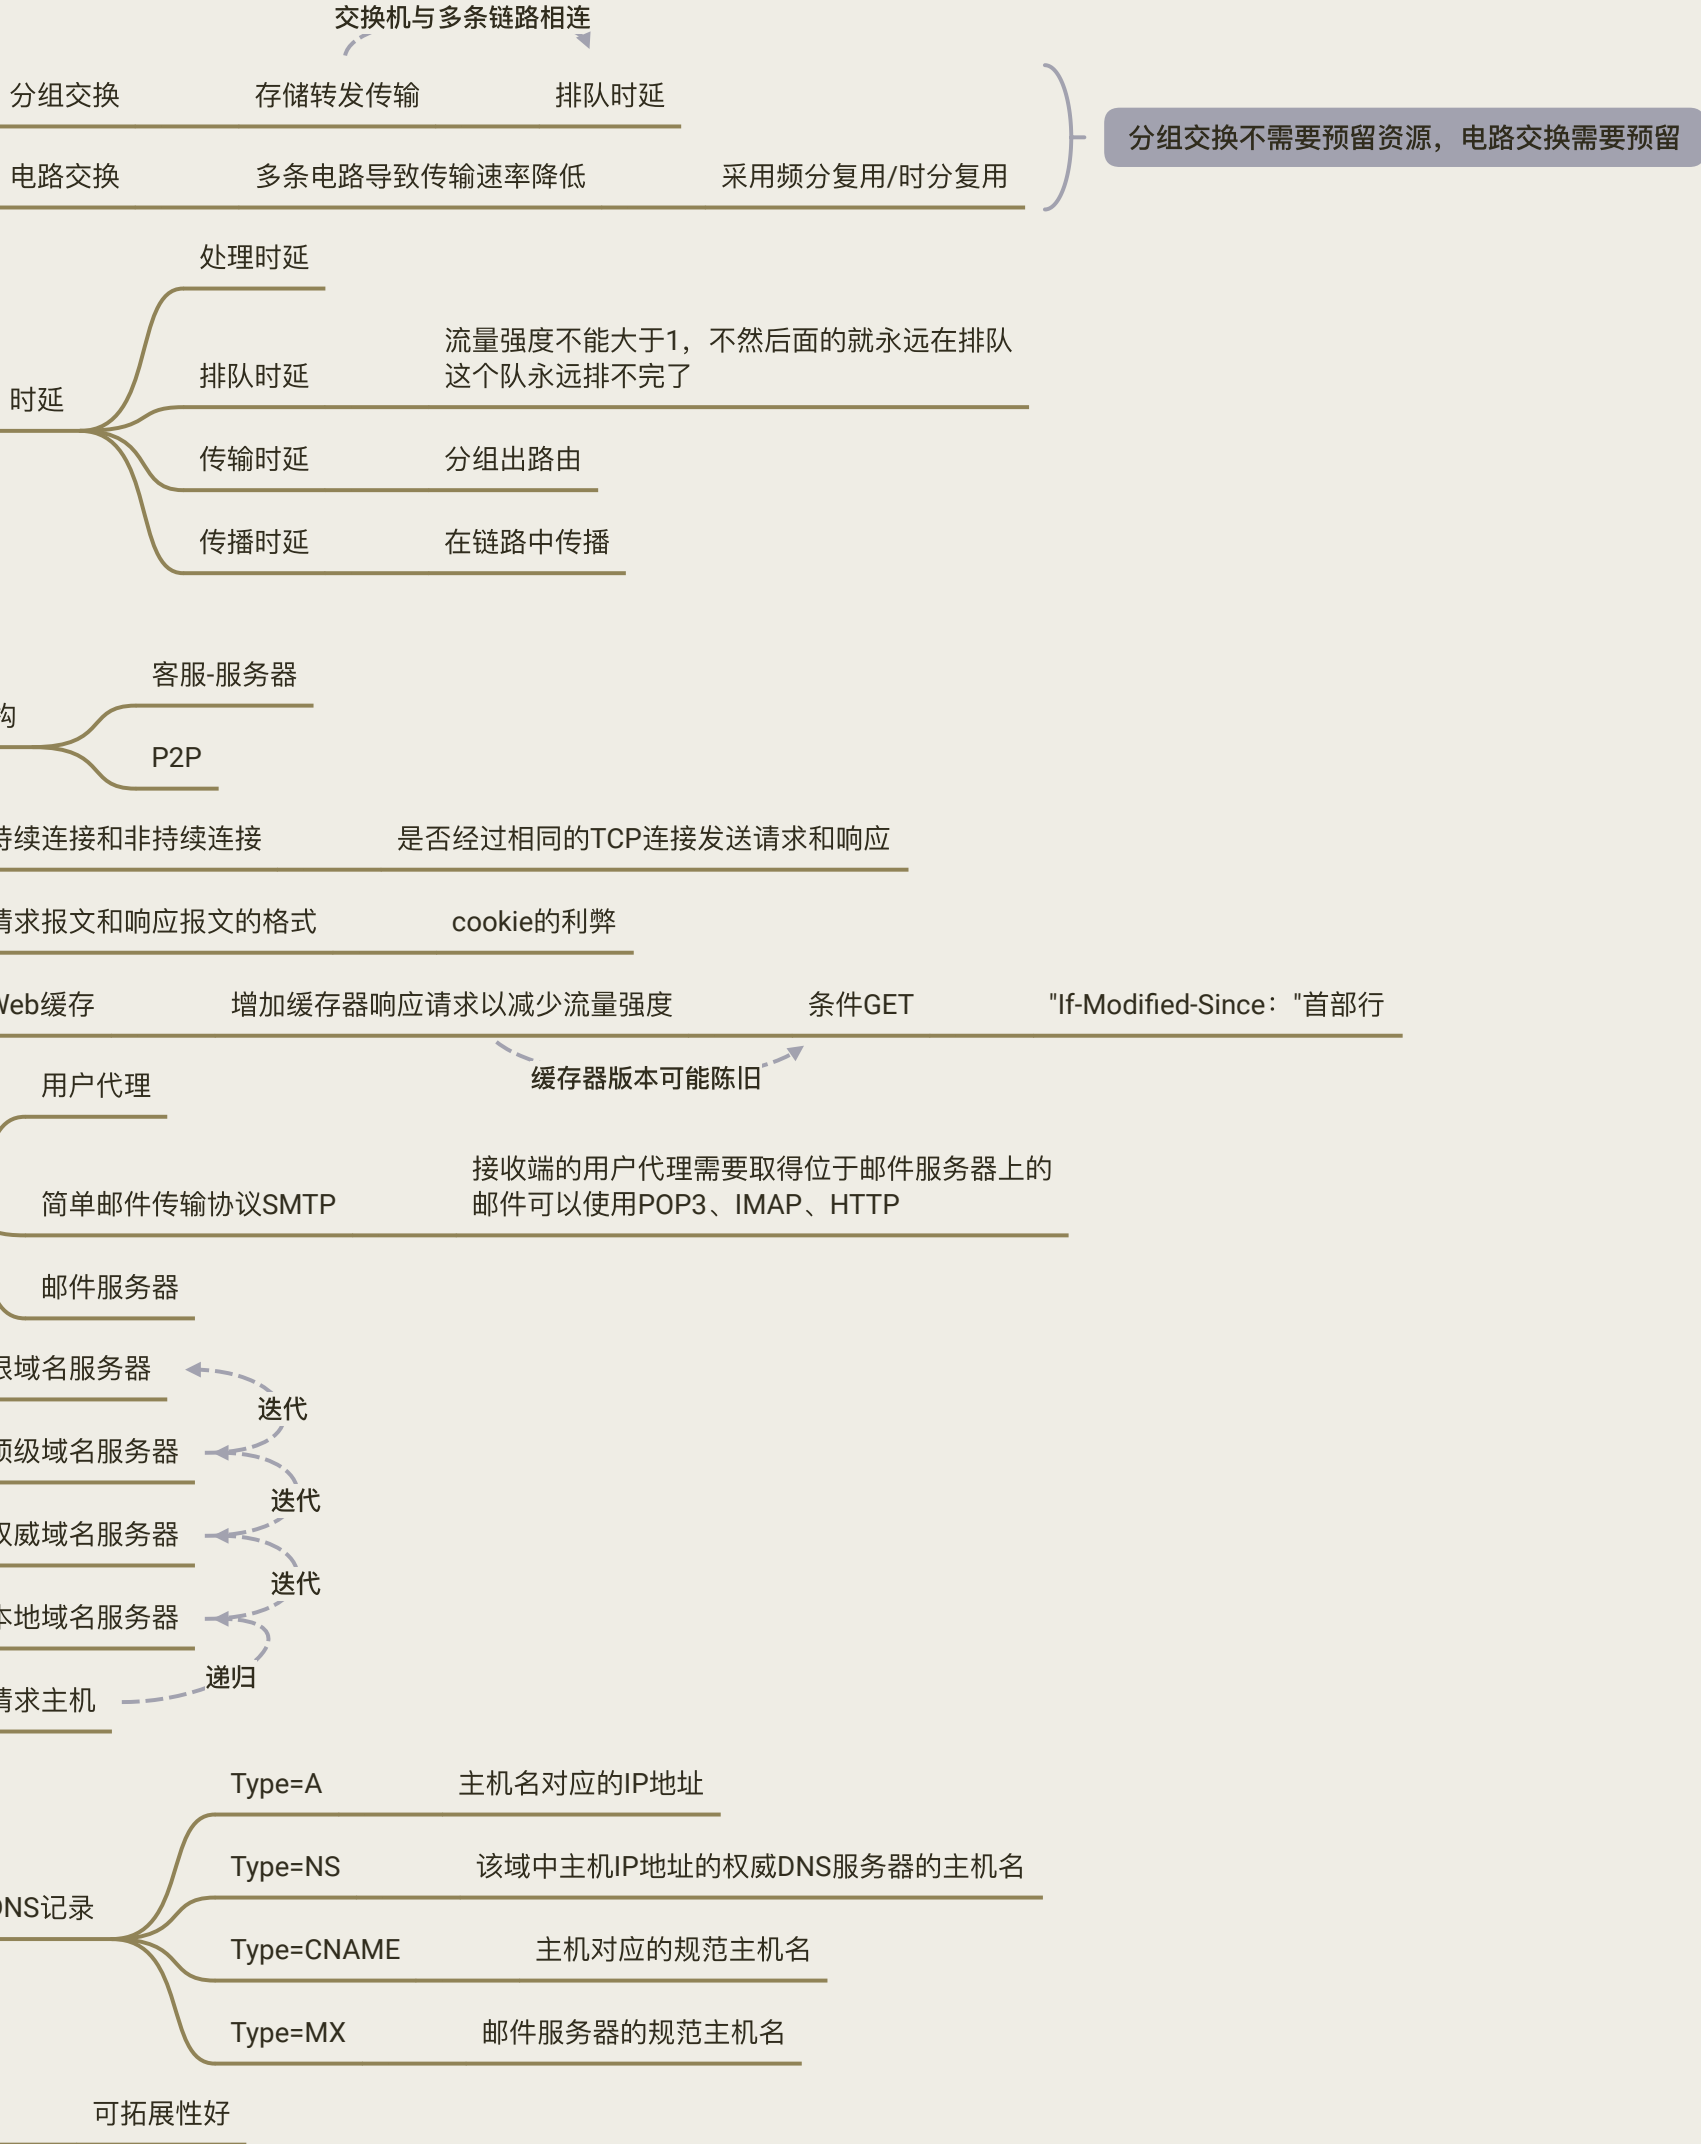 交换机与多条链路相连
分组交换 存储转发传输 排队时延
分组交换不需要预留资源，电路交换需要预留
电路交换 多条电路导致传输速率降低 采用频分复用/时分复用
处理时延
流量强度不能大于1，不然后面的就永远在排队
排队时延 这个队永远排不完了
时延
传输时延 分组出路由
传播时延 在链路中传播
客服-服务器
构
P2P
持续连接和非持续连接 是否经过相同的TCP连接发送请求和响应
请求报文和响应报文的格式 cookie的利弊
Web缓存 增加缓存器响应请求以减少流量强度 条件GET "If-Modified-Since："首部行
缓存器版本可能陈旧
用户代理
接收端的用户代理需要取得位于邮件服务器上的
简单邮件传输协议SMTP 邮件可以使用POP3、IMAP、HTTP
邮件服务器
根域名服务器
迭代
顶级域名服务器
迭代
权威域名服务器
迭代
本地域名服务器
递归
请求主机
Type=A 主机名对应的IP地址
Type=NS 该域中主机IP地址的权威DNS服务器的主机名
DNS记录
Type=CNAME 主机对应的规范主机名
Type=MX 邮件服务器的规范主机名
可拓展性好